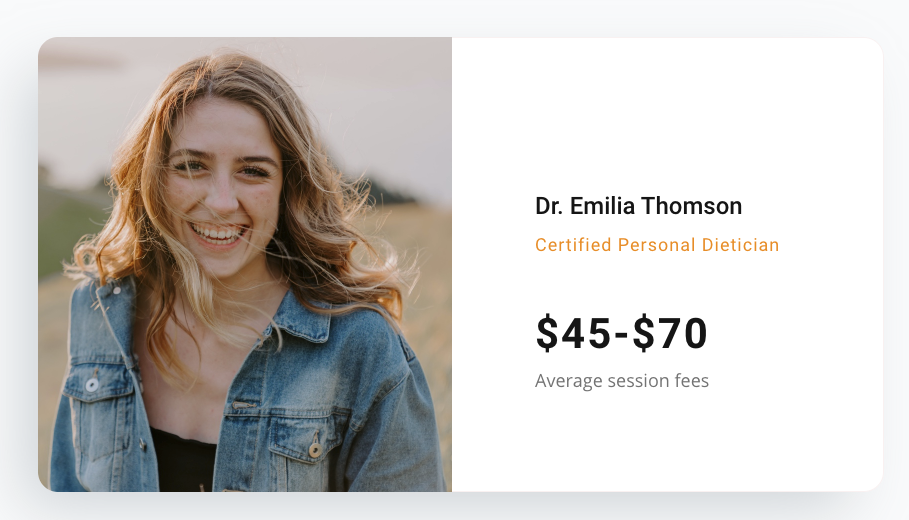 Dr. Emilia Thomson
Certified Personal Dietician
$45-$70
Average session fees